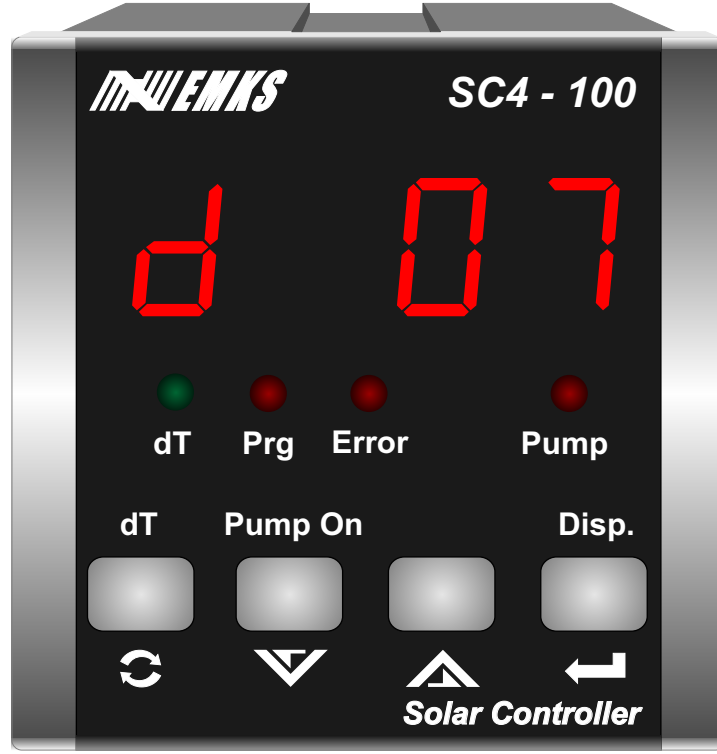 EMKS SC4 - 100
d 07
dT Prg Error Pump
dT Pump On Disp.
Solar Controller